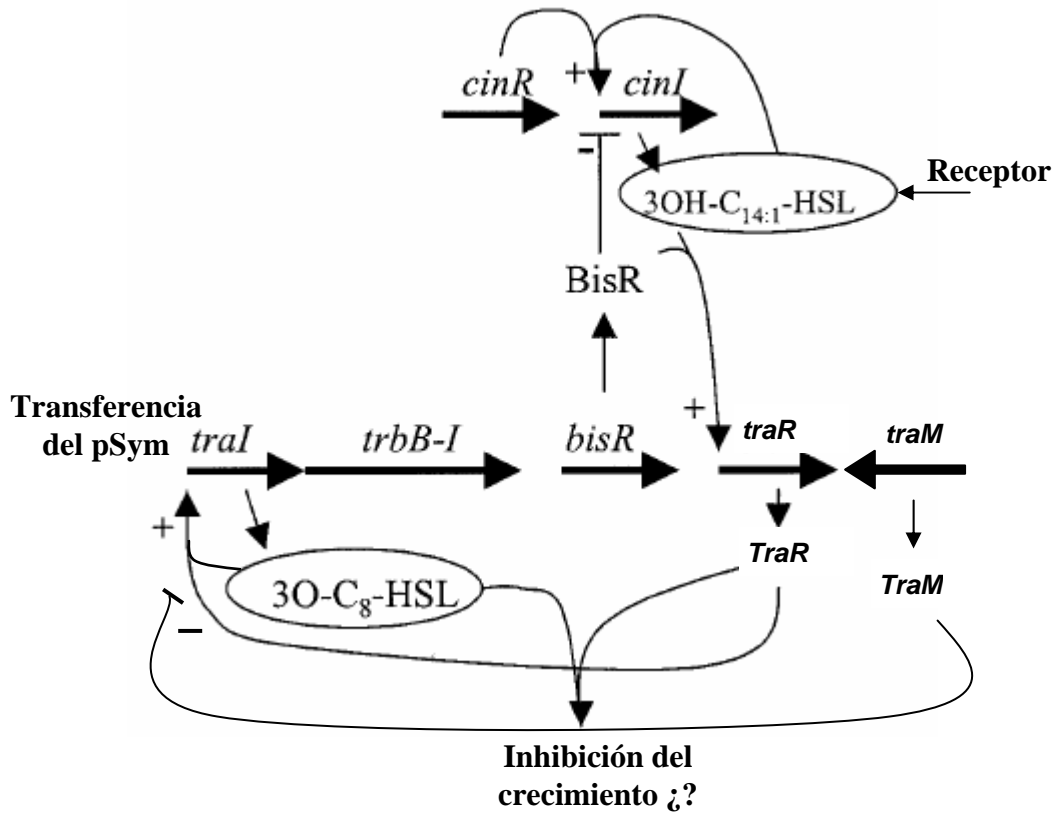 +
cinR cinI
-
Receptor
3OH-C14:1-HSL
BisR
Transferencia
del pSym
traI trbB-I bisR + traR traM
+
TraR
3O-C8-HSL
TraM
–
Inhibición del
crecimiento ¿?